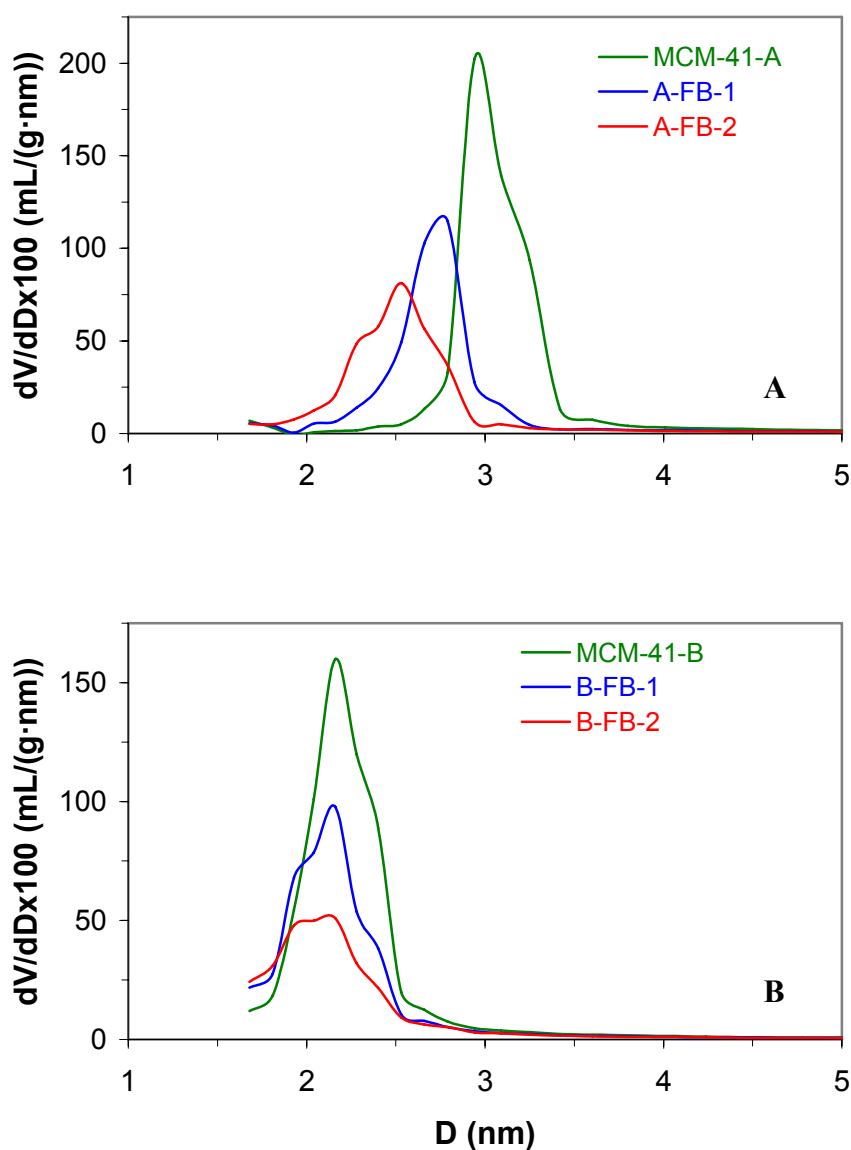 dV/dDx100 (mL/(g·nm))
200
150
100
50
0
MCM-41-A
A-FB-1
A-FB-2
A
1 2 3 4 5
dV/dDx100 (mL/(g·nm))
150
100
50
0
MCM-41-B
B-FB-1
B-FB-2
B
1 2 3 4 5
D (nm)